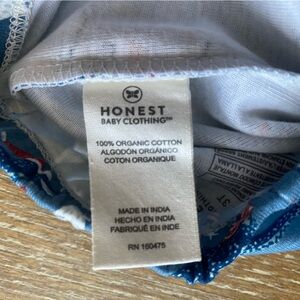 HONEST
BABY CLOTHING™
100% ORGANIC COTTON
ALGODÓN ORGÁNICO
COTON ORGANIQUE
MADE IN INDIA
HECHO EN INDIA
FABRIQUÉ EN INDE
RN 160475
3T